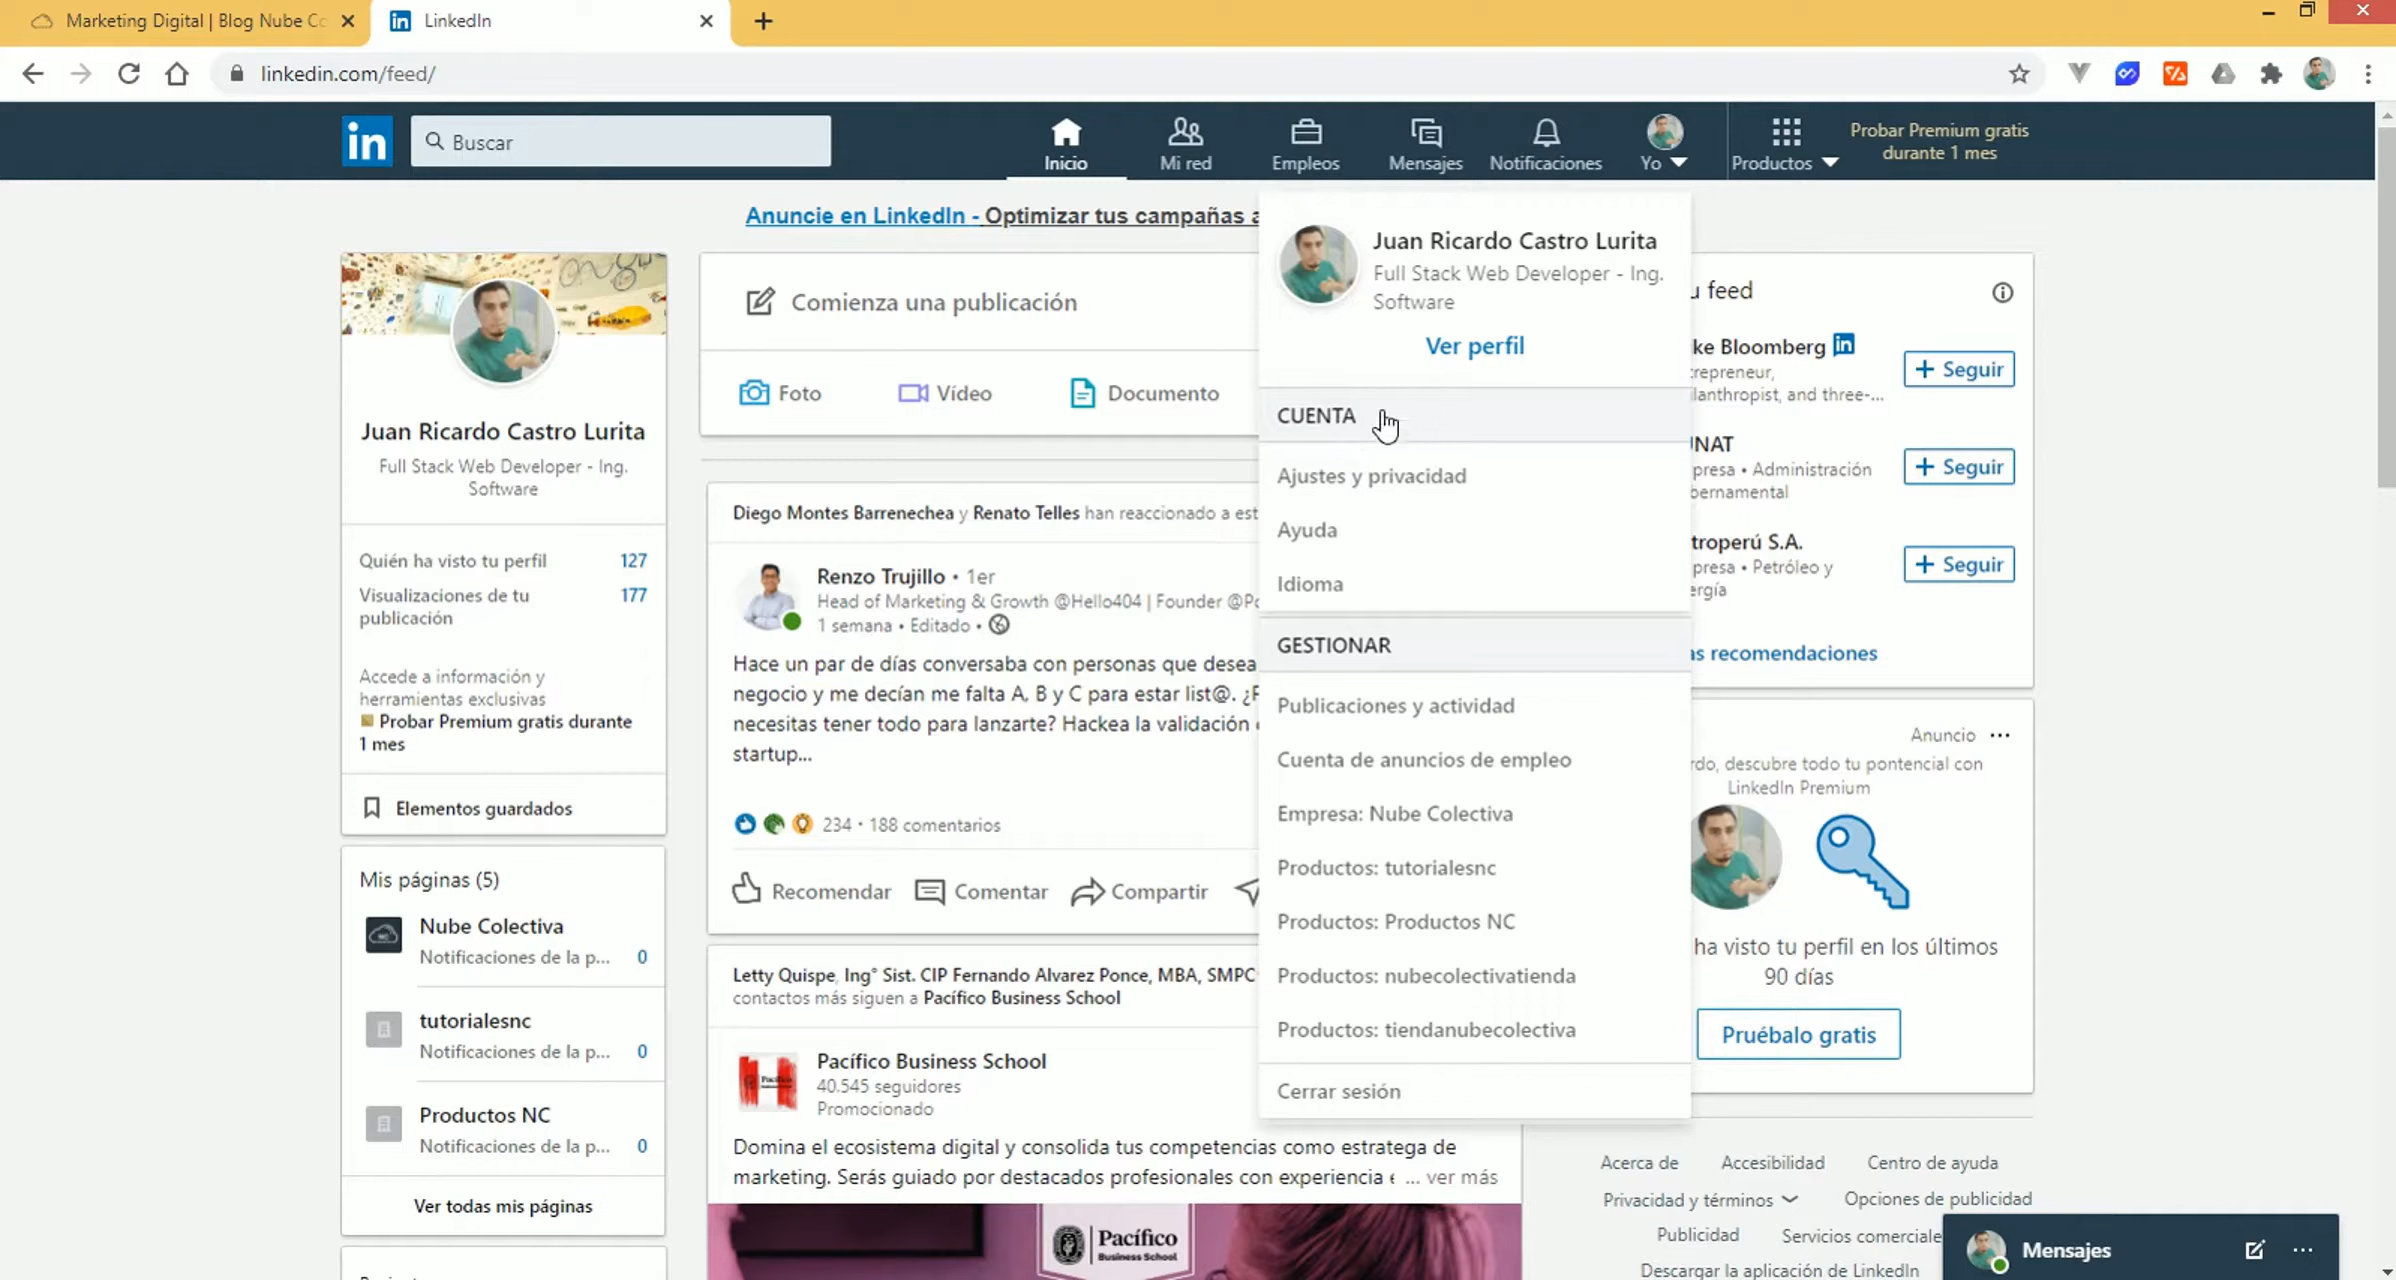 Marketing Digital | Blog Nube Co
LinkedIn
linkedin.com/feed/
in
Buscar
Inicio
Mi red
Empleos
Mensajes
Notificaciones
Yo
Productos
Probar Premium gratis
durante 1 mes
Anuncie en LinkedIn - Optimizar tus campañas a
Juan Ricardo Castro Lurita
Full Stack Web Developer - Ing.
Software
Quién ha visto tu perfil 127
Visualizaciones de tu 177
publicación
Accede a información y
herramientas exclusivas
Probar Premium gratis durante
1 mes
Elementos guardados
Mis páginas (5)
Nube Colectiva
Notificaciones de la p... 0
tutorialesnc
Notificaciones de la p... 0
Productos NC
Notificaciones de la p... 0
Ver todas mis páginas
Comienza una publicación
Foto
Vídeo
Documento
Diego Montes Barrenechea y Renato Telles han reaccionado a est
Renzo Trujillo • 1er
Head of Marketing & Growth @Hello404 | Founder @Po
1 semana • Editado •
Hace un par de días conversaba con personas que desea
negocio y me decían me falta A, B y C para estar list@. ¿
necesitas tener todo para lanzarte? Hackea la validación
startup...
234 • 188 comentarios
Recomendar
Comentar
Compartir
Letty Quispe, Ing° Sist. CIP Fernando Alvarez Ponce, MBA, SMPC
contactos más siguen a Pacífico Business School
Pacífico Business School
40.545 seguidores
Promocionado
Domina el ecosistema digital y consolida tus competencias como estratega de
marketing. Serás guiado por destacados profesionales con experiencia e ... ver más
Pacífico
Business School
Juan Ricardo Castro Lurita
Full Stack Web Developer - Ing.
Software
Ver perfil
CUENTA
Ajustes y privacidad
Ayuda
Idioma
GESTIONAR
Publicaciones y actividad
Cuenta de anuncios de empleo
Empresa: Nube Colectiva
Productos: tutorialesnc
Productos: Productos NC
Productos: nubecolectivatienda
Productos: tiendanubecolectiva
Cerrar sesión
u feed
ke Bloomberg in
trepreneur,
ilanthropist, and three-...
+ Seguir
NAT
presa • Administración
bernamental
+ Seguir
troperú S.A.
presa • Petróleo y
ergía
+ Seguir
as recomendaciones
Anuncio ...
rdo, descubre todo tu pontencial con
LinkedIn Premium
ha visto tu perfil en los últimos
90 días
Pruébalo gratis
Acerca de
Accesibilidad
Centro de ayuda
Privacidad y términos
Opciones de publicidad
Publicidad
Servicios comerciale
Descargar la aplicación de LinkedIn
Mensajes